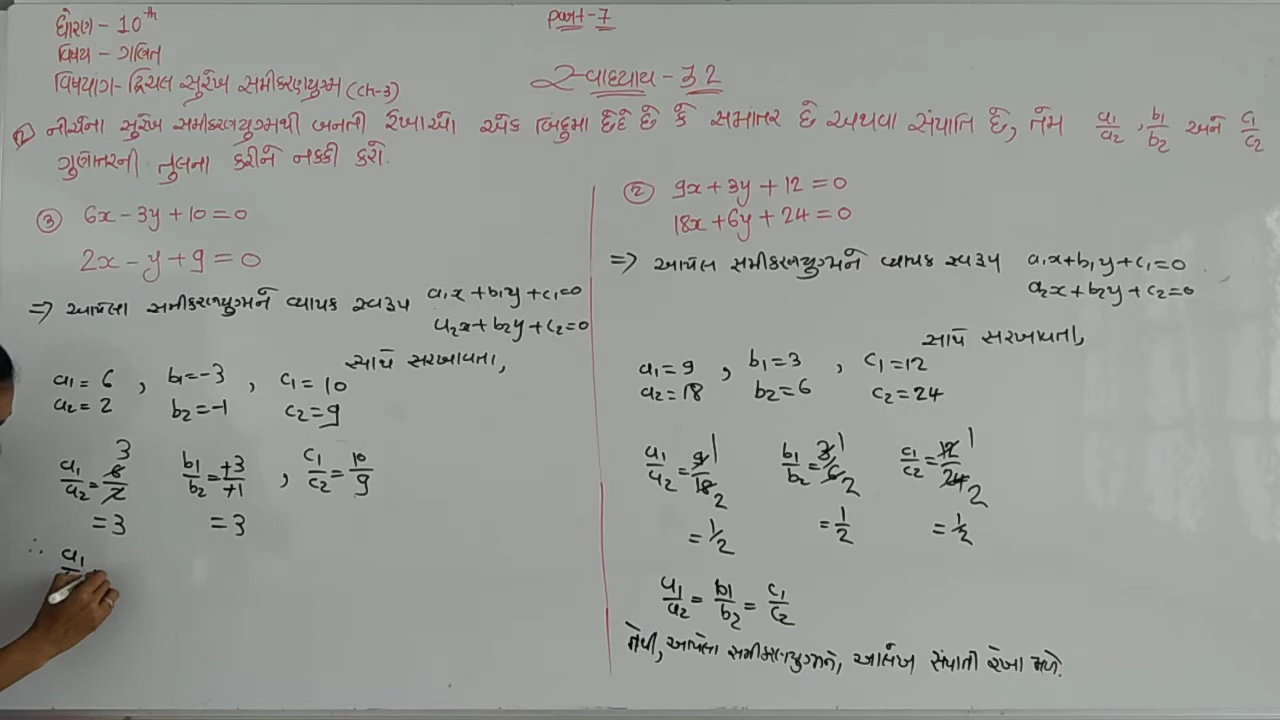 ધોરણ - 10th
વિષય - ગણિત
વિષયાંગ - દ્વિચલ સુરેખ સમીકરણયુગ્મ (ch-3)
part-7
સ્વાધ્યાય - 3.2
2) નીચેના સુરેખ સમીકરણયુગ્મથી બનતી રેખાઓ એક બિંદુમાં છેદે છે કે સમાંતર છે અથવા સંપાતિ છે, તેમ a1/a2, b1/b2 અને c1/c2
ગુણોત્તરની તુલના કરીને નક્કી કરો.
③ 6x - 3y + 10 = 0
2x - y + 9 = 0
=> આપેલા સમીકરણયુગ્મને વ્યાપક સ્વરૂપ a1x + b1y + c1 = 0
a2x + b2y + c2 = 0
સાથે સરખાવતા,
a1 = 6 , b1 = -3 , c1 = 10
a2 = 2 b2 = -1 c2 = 9
3
a1/a2 = 6/2 b1/b2 = +3/+1 , c1/c2 = 10/9
= 3 = 3
∴ a1
② 9x + 3y + 12 = 0
18x + 6y + 24 = 0
=> આપેલ સમીકરણયુગ્મને વ્યાપક સ્વરૂપ a1x + b1y + c1 = 0
a2x + b2y + c2 = 0
સાથે સરખાવતા,
a1 = 9 , b1 = 3 , c1 = 12
a2 = 18 b2 = 6 c2 = 24
a1/a2 = 9/18 1 2 b1/b2 = 3/6 1 2 c1/c2 = 12/24 1 2
= 1/2 = 1/2 = 1/2
a1/a2 = b1/b2 = c1/c2
તેથી, આપેલા સમીકરણયુગ્મને, આલેખ સંપાતી રેખા મળે.